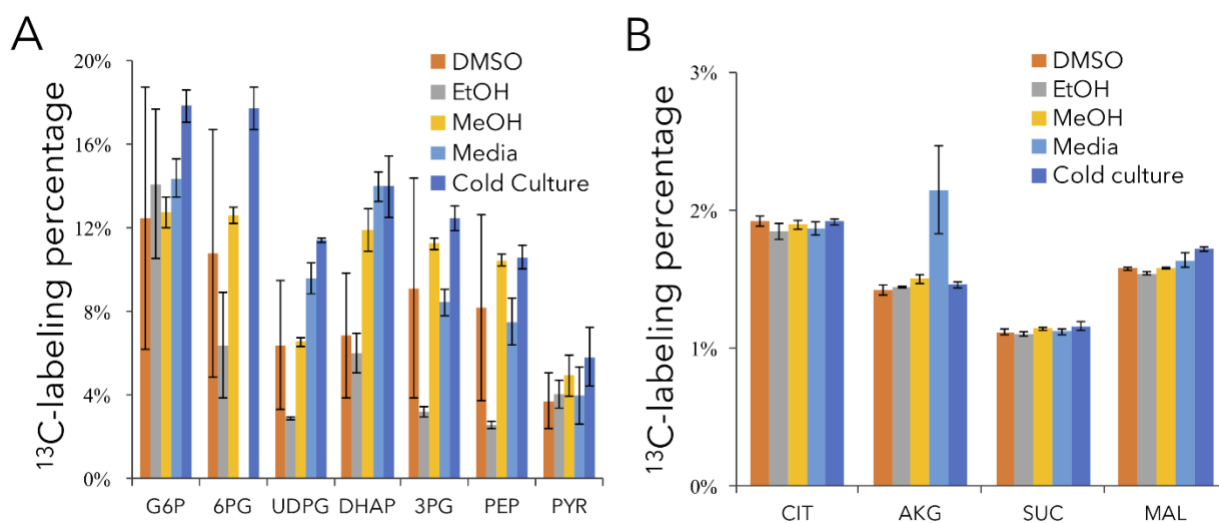 A
¹³C-labeling percentage
20%
16%
12%
8%
4%
0%
DMSO
EtOH
MeOH
Media
Cold Culture
G6P 6PG UDPG DHAP 3PG PEP PYR
B
¹³C-labeling percentage
3%
2%
1%
0%
DMSO
EtOH
MeOH
Media
Cold culture
CIT AKG SUC MAL